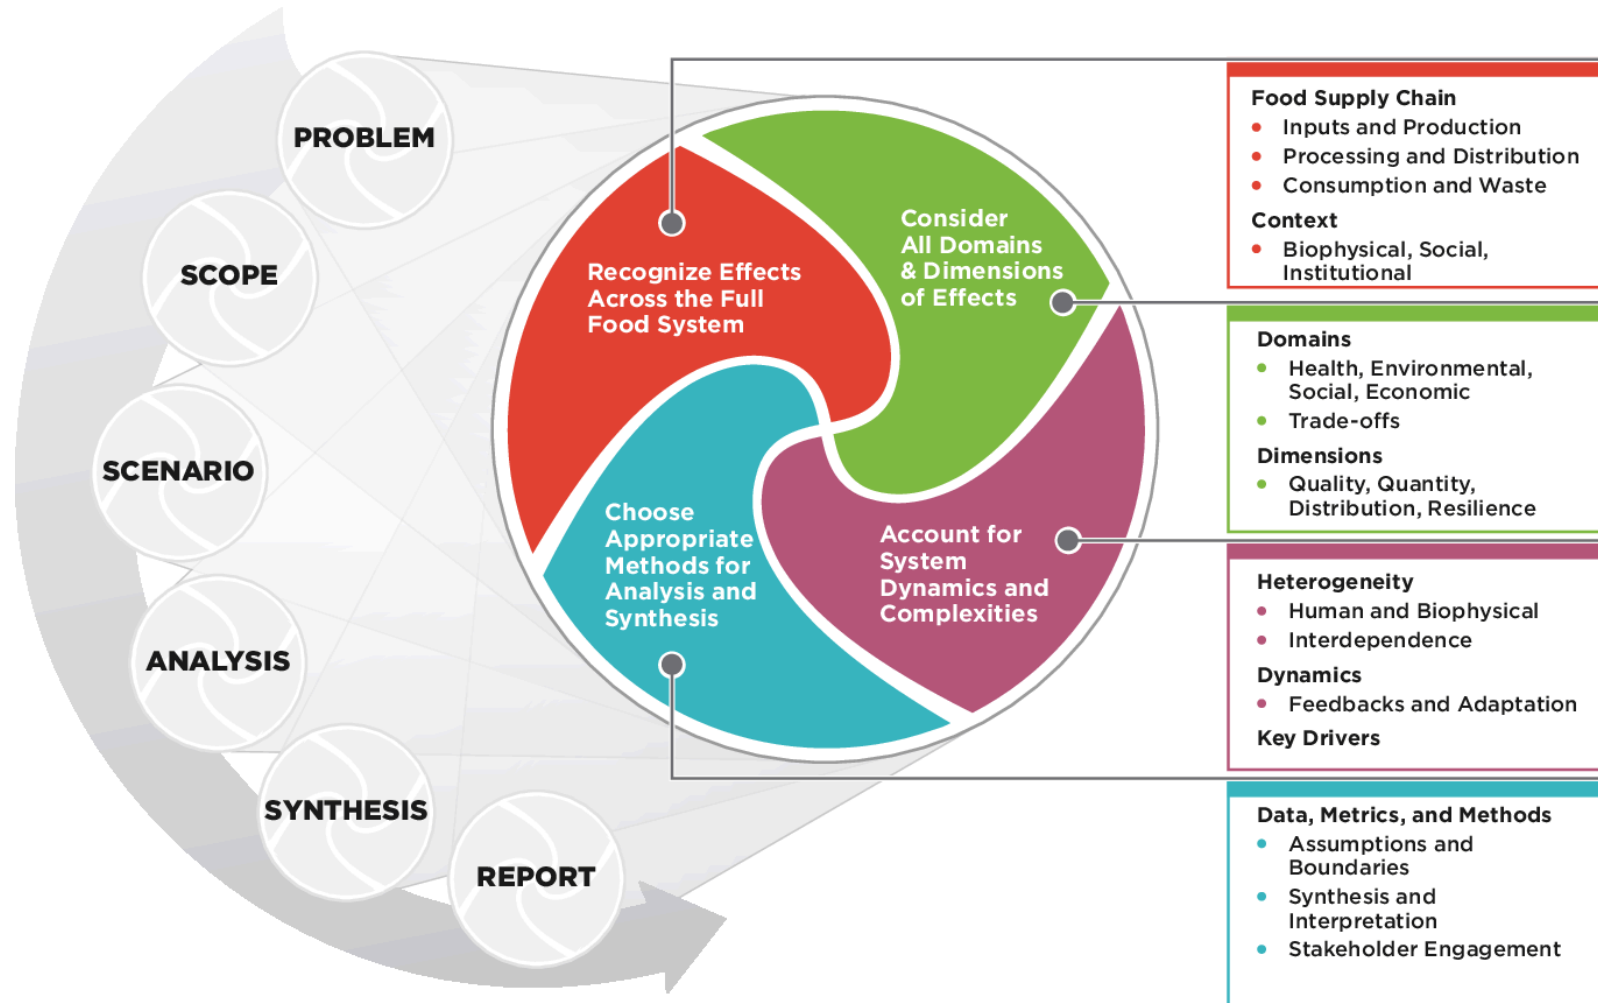 PROBLEM
SCOPE
SCENARIO
ANALYSIS
SYNTHESIS
REPORT
Recognize Effects
Across the Full
Food System
Consider
All Domains
& Dimensions
of Effects
Account for
System
Dynamics and
Complexities
Choose
Appropriate
Methods for
Analysis and
Synthesis
Food Supply Chain
• Inputs and Production
• Processing and Distribution
• Consumption and Waste
Context
• Biophysical, Social,
Institutional
Domains
• Health, Environmental,
Social, Economic
• Trade-offs
Dimensions
• Quality, Quantity,
Distribution, Resilience
Heterogeneity
• Human and Biophysical
• Interdependence
Dynamics
• Feedbacks and Adaptation
Key Drivers
Data, Metrics, and Methods
• Assumptions and
Boundaries
• Synthesis and
Interpretation
• Stakeholder Engagement